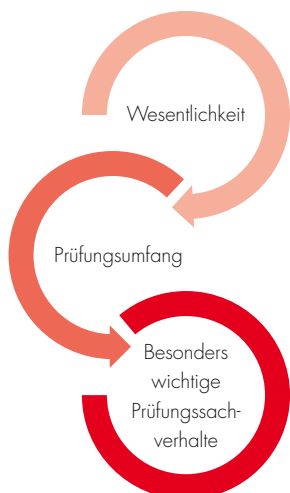 Wesentlichkeit
Prüfungsumfang
Besonders
wichtige
Prüfungssach-
verhalte